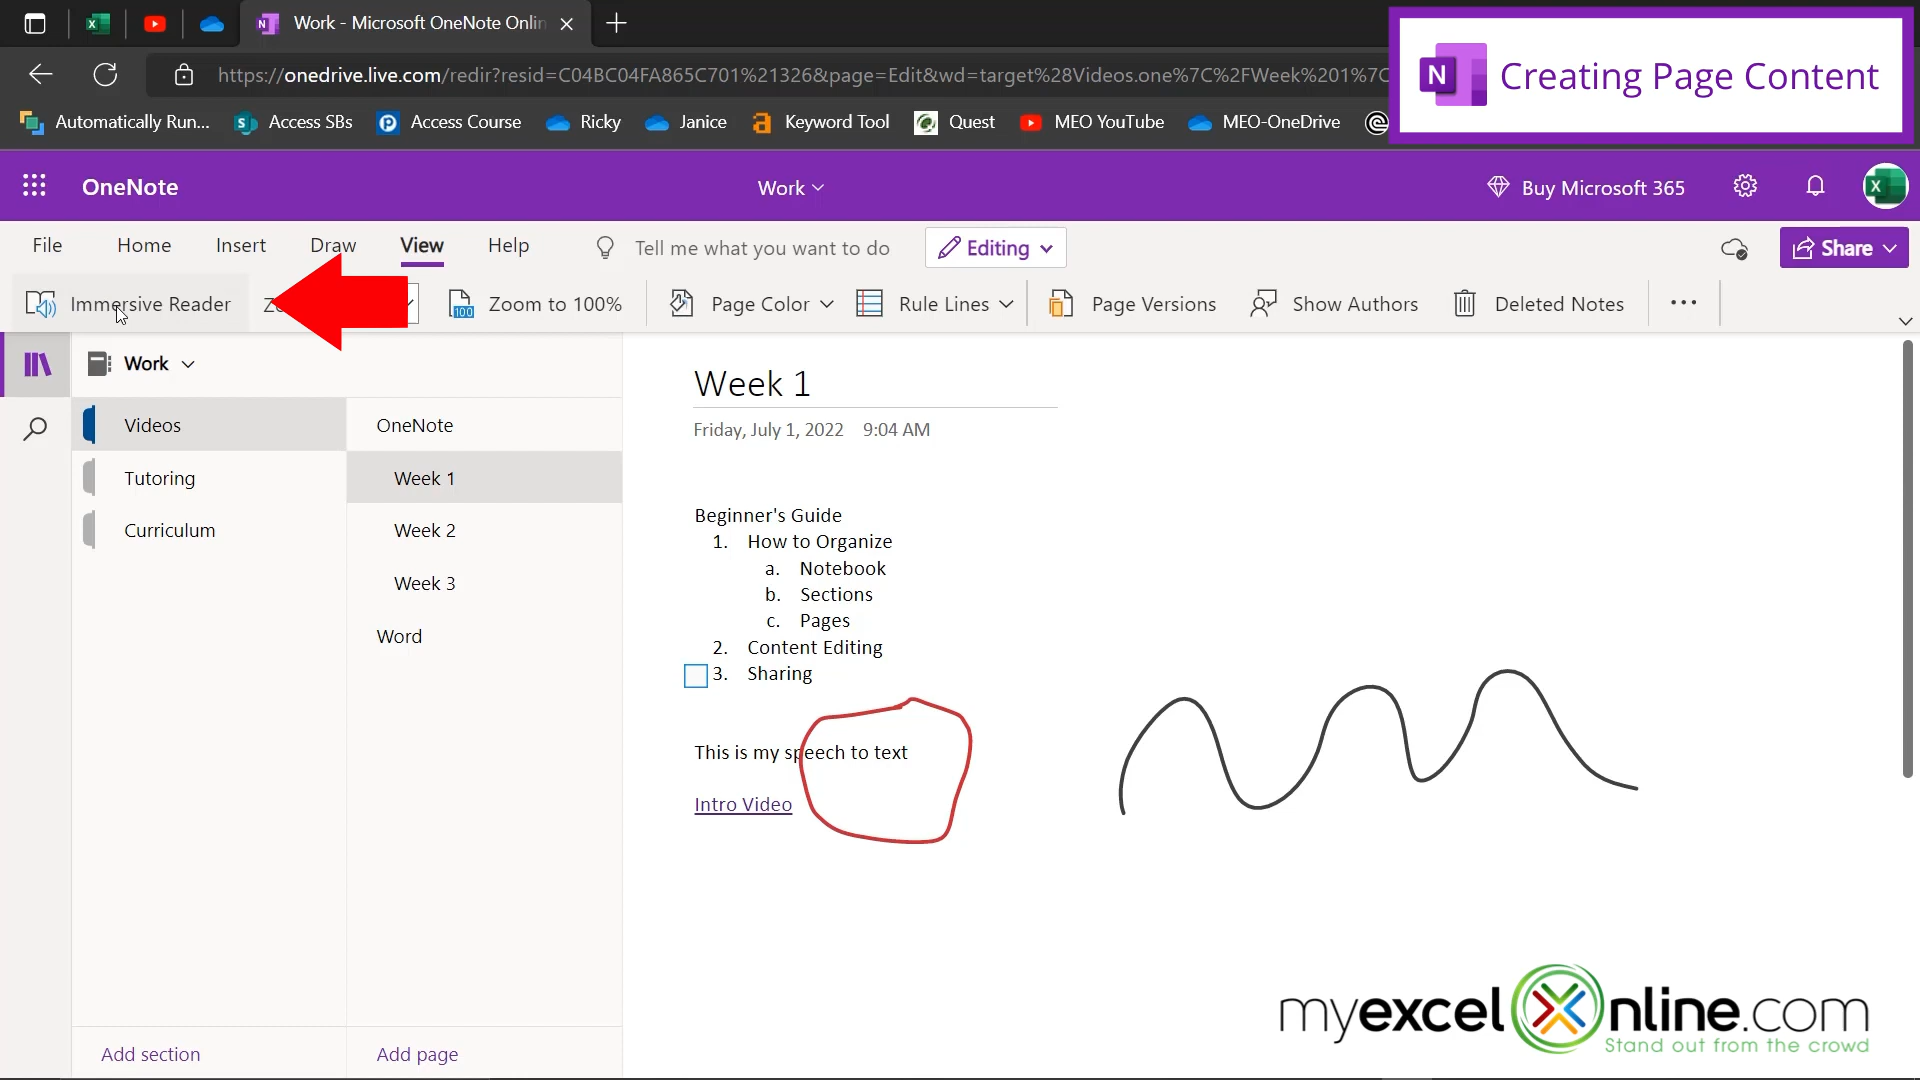 Work - Microsoft OneNote Onlin
https://onedrive.live.com/redir?resid=C04BC04FA865C701%21326&page=Edit&wd=target%28Videos.one%7C%2FWeek%201%7C
N Creating Page Content
Automatically Run... Access SBs Access Course Ricky Janice Keyword Tool Quest MEO YouTube MEO-OneDrive
OneNote Work Buy Microsoft 365
File Home Insert Draw View Help Tell me what you want to do Editing Share
Immersive Reader Zoom to 100% Page Color Rule Lines Page Versions Show Authors Deleted Notes ...
Work
Videos
Tutoring
Curriculum
OneNote
Week 1
Week 2
Week 3
Word
Add section
Add page
Week 1
Friday, July 1, 2022 9:04 AM
Beginner's Guide
1. How to Organize
a. Notebook
b. Sections
c. Pages
2. Content Editing
3. Sharing
This is my speech to text
Intro Video
myexcelonline.com
Stand out from the crowd